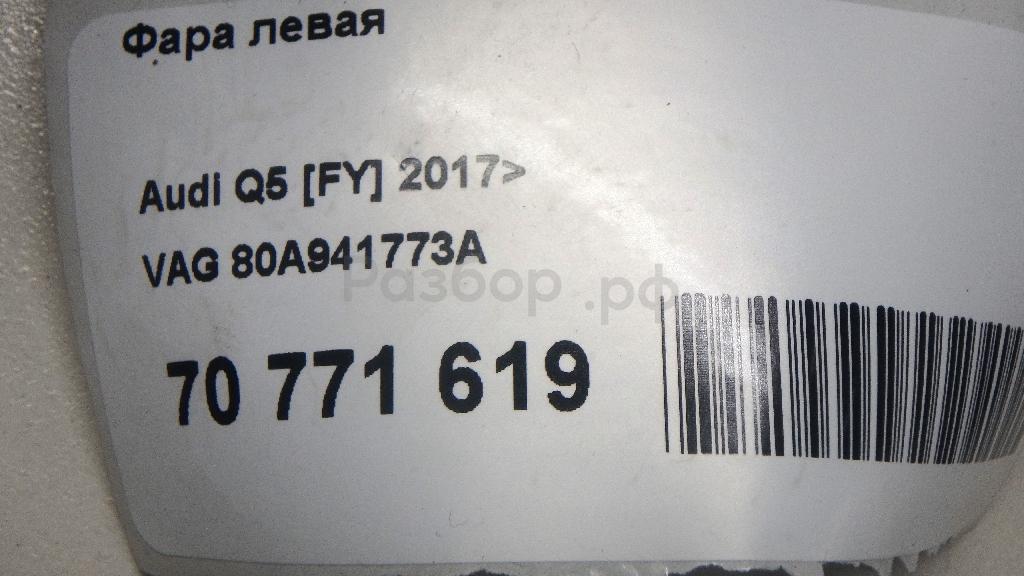 Фара левая
Audi Q5 [FY] 2017>
VAG 80A941773A
Разбор.рф
70 771 619